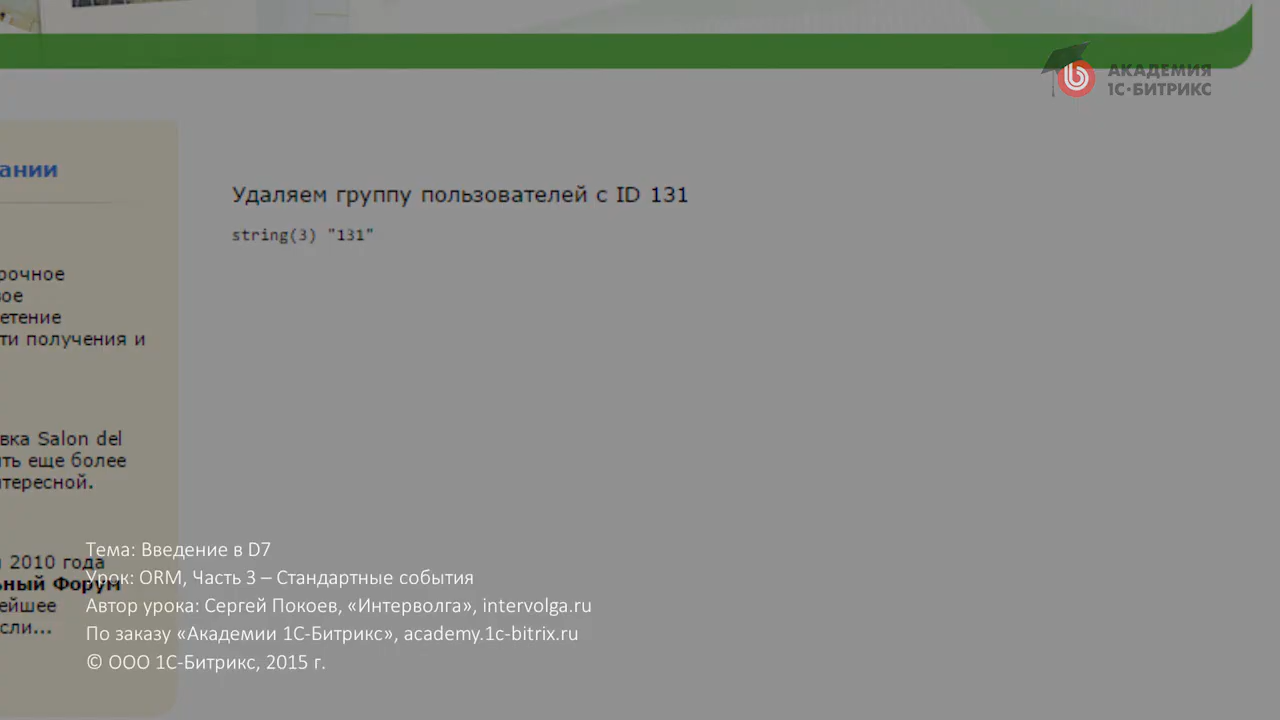 АКАДЕМИЯ
1С·БИТРИКС
ании
Удаляем группу пользователей с ID 131
string(3) "131"
рочное
вое
етение
ти получения и
вка Salon del
ть еще более
тересной.
2010 года
ьный Форум
ейшее
сли...
Тема: Введение в D7
Урок: ORM, Часть 3 – Стандартные события
Автор урока: Сергей Покоев, «Интерволга», intervolga.ru
По заказу «Академии 1С-Битрикс», academy.1c-bitrix.ru
© ООО 1С-Битрикс, 2015 г.